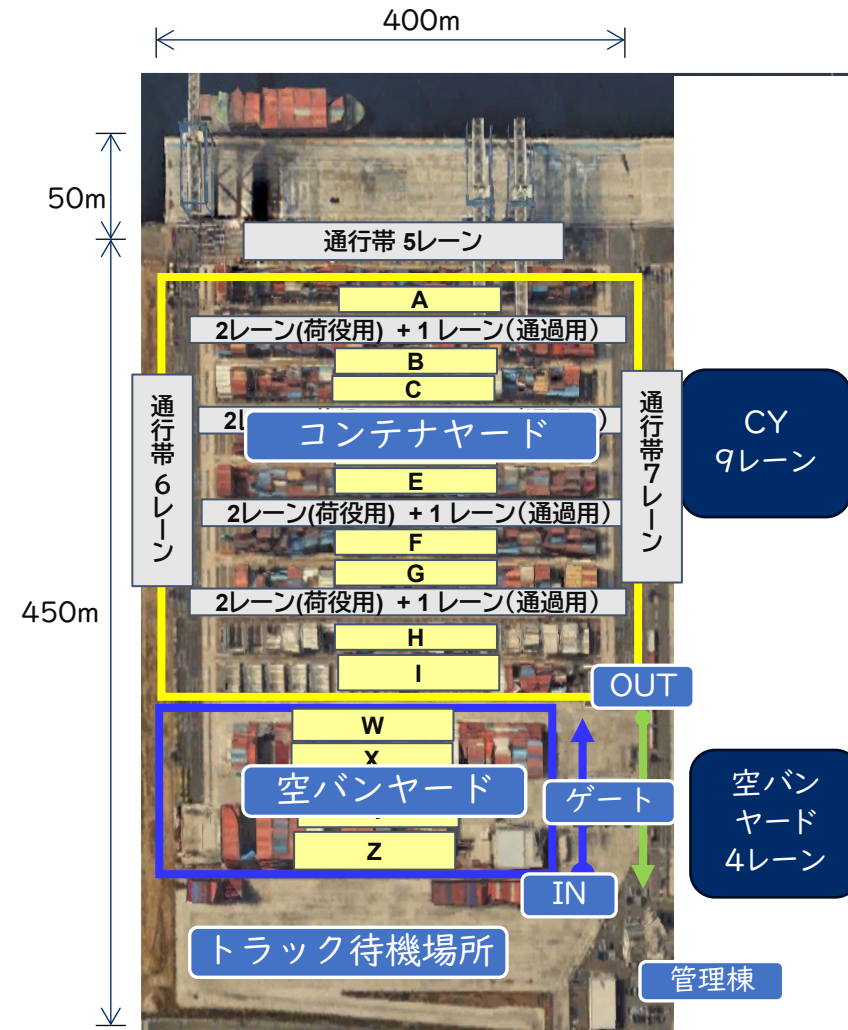 400m
50m
通行帯 5レーン
A
2レーン(荷役用) + 1 レーン(通過用)
B
C
コンテナヤード
E
2レーン(荷役用) + 1 レーン(通過用)
F
G
2レーン(荷役用) + 1 レーン(通過用)
H
I
通行帯 6レーン
通行帯 7レーン
CY
9レーン
450m
OUT
W
X
空バンヤード
ゲート
Z
IN
空バン
ヤード
4レーン
トラック待機場所
管理棟